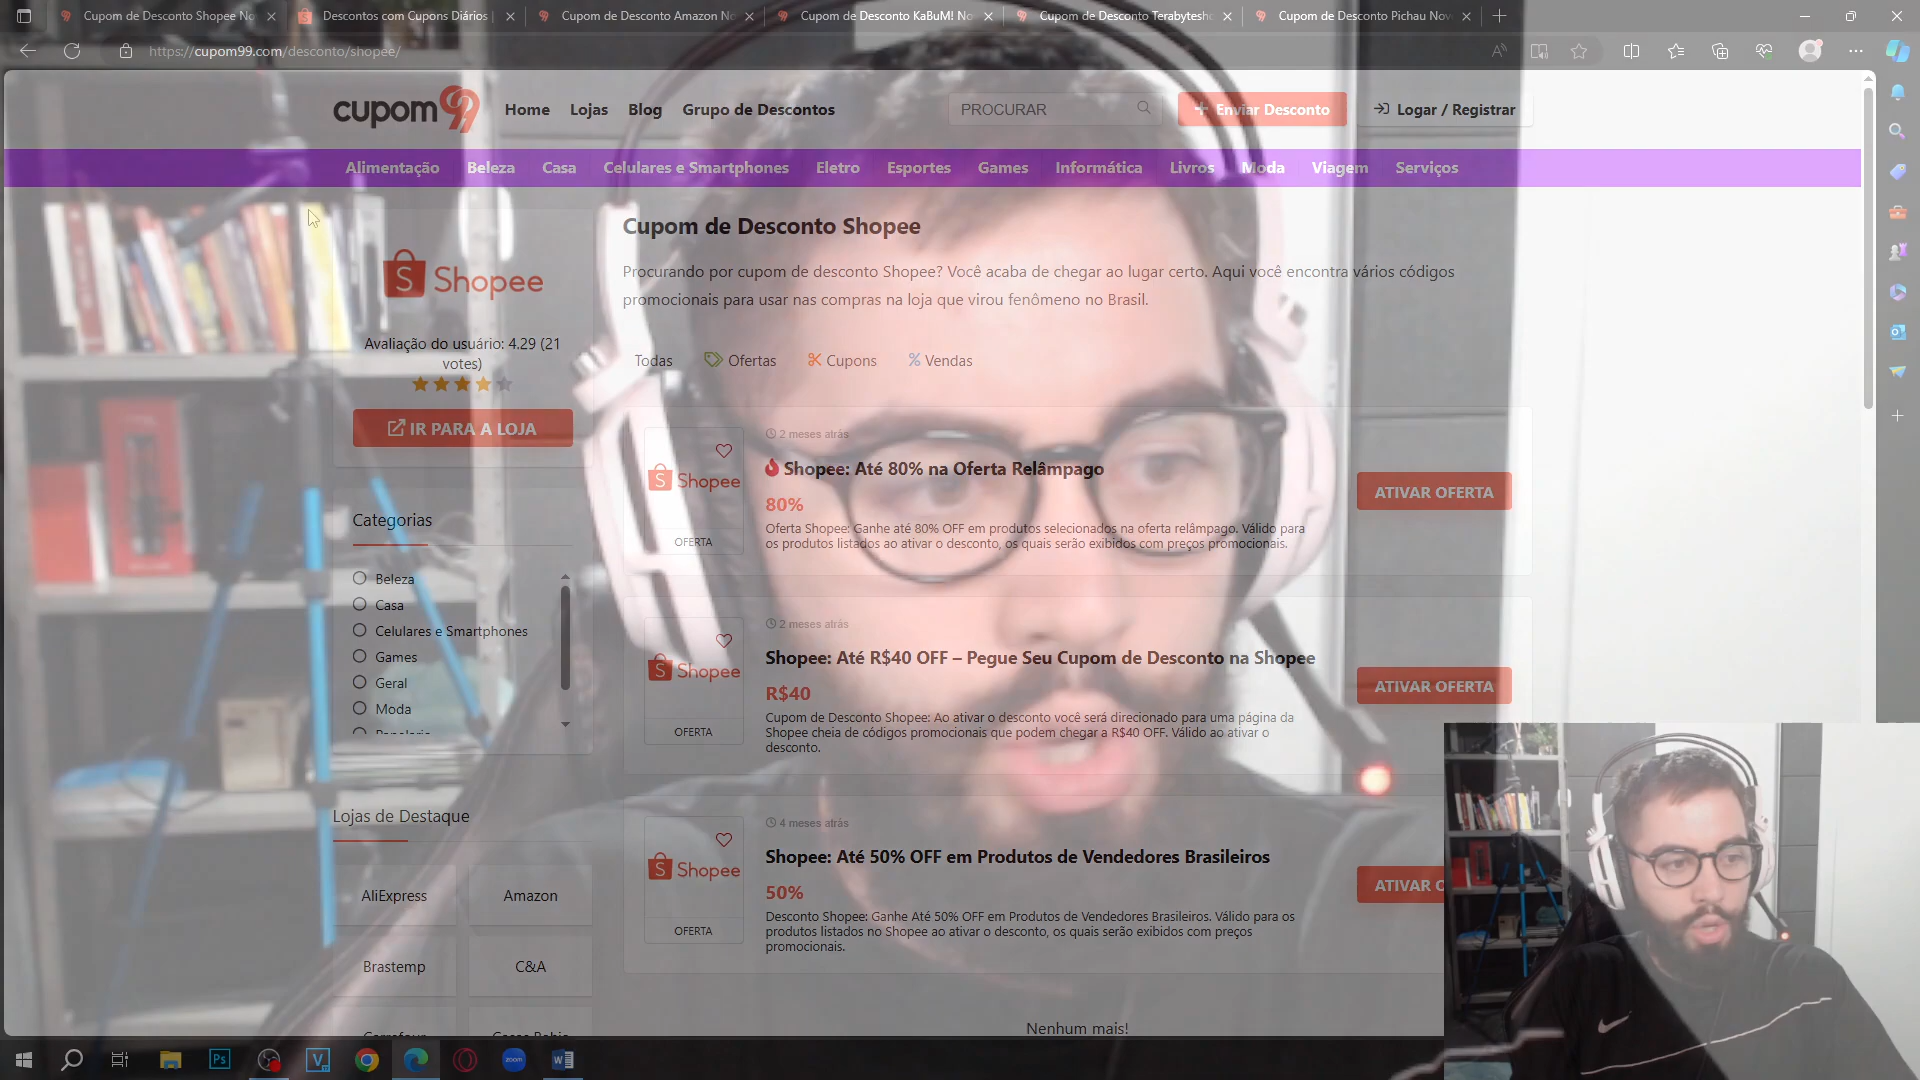 Cupom de Desconto Shopee No
Descontos com Cupons Diários |
Cupom de Desconto Amazon No
Cupom de Desconto KaBuM! No
Cupom de Desconto Terabytesh
Cupom de Desconto Pichau Nov
https://cupom99.com/desconto/shopee/
cupom99
Home
Lojas
Blog
Grupo de Descontos
PROCURAR
Enviar Desconto
Logar / Registrar
Alimentação
Beleza
Casa
Celulares e Smartphones
Eletro
Esportes
Games
Informática
Livros
Moda
Viagem
Serviços
Shopee
Avaliação do usuário: 4.29 (21
votes)
IR PARA A LOJA
Categorias
Beleza
Casa
Celulares e Smartphones
Games
Geral
Moda
Lojas de Destaque
AliExpress
Amazon
Brastemp
C&A
Cupom de Desconto Shopee
Procurando por cupom de desconto Shopee? Você acaba de chegar ao lugar certo. Aqui você encontra vários códigos
promocionais para usar nas compras na loja que virou fenômeno no Brasil.
Todas
Ofertas
Cupons
Vendas
2 meses atrás
Shopee
OFERTA
Shopee: Até 80% na Oferta Relâmpago
80%
Oferta Shopee: Ganhe até 80% OFF em produtos selecionados na oferta relâmpago. Válido para
os produtos listados ao ativar o desconto, os quais serão exibidos com preços promocionais.
ATIVAR OFERTA
2 meses atrás
Shopee
OFERTA
Shopee: Até R$40 OFF – Pegue Seu Cupom de Desconto na Shopee
R$40
Cupom de Desconto Shopee: Ao ativar o desconto você será direcionado para uma página da
Shopee cheia de códigos promocionais que podem chegar a R$40 OFF. Válido ao ativar o
desconto.
ATIVAR OFERTA
4 meses atrás
Shopee
OFERTA
Shopee: Até 50% OFF em Produtos de Vendedores Brasileiros
50%
Desconto Shopee: Ganhe Até 50% OFF em Produtos de Vendedores Brasileiros. Válido para os
produtos listados no Shopee ao ativar o desconto, os quais serão exibidos com preços
promocionais.
ATIVAR O
Nenhum mais!
Ps
V
zoom
W